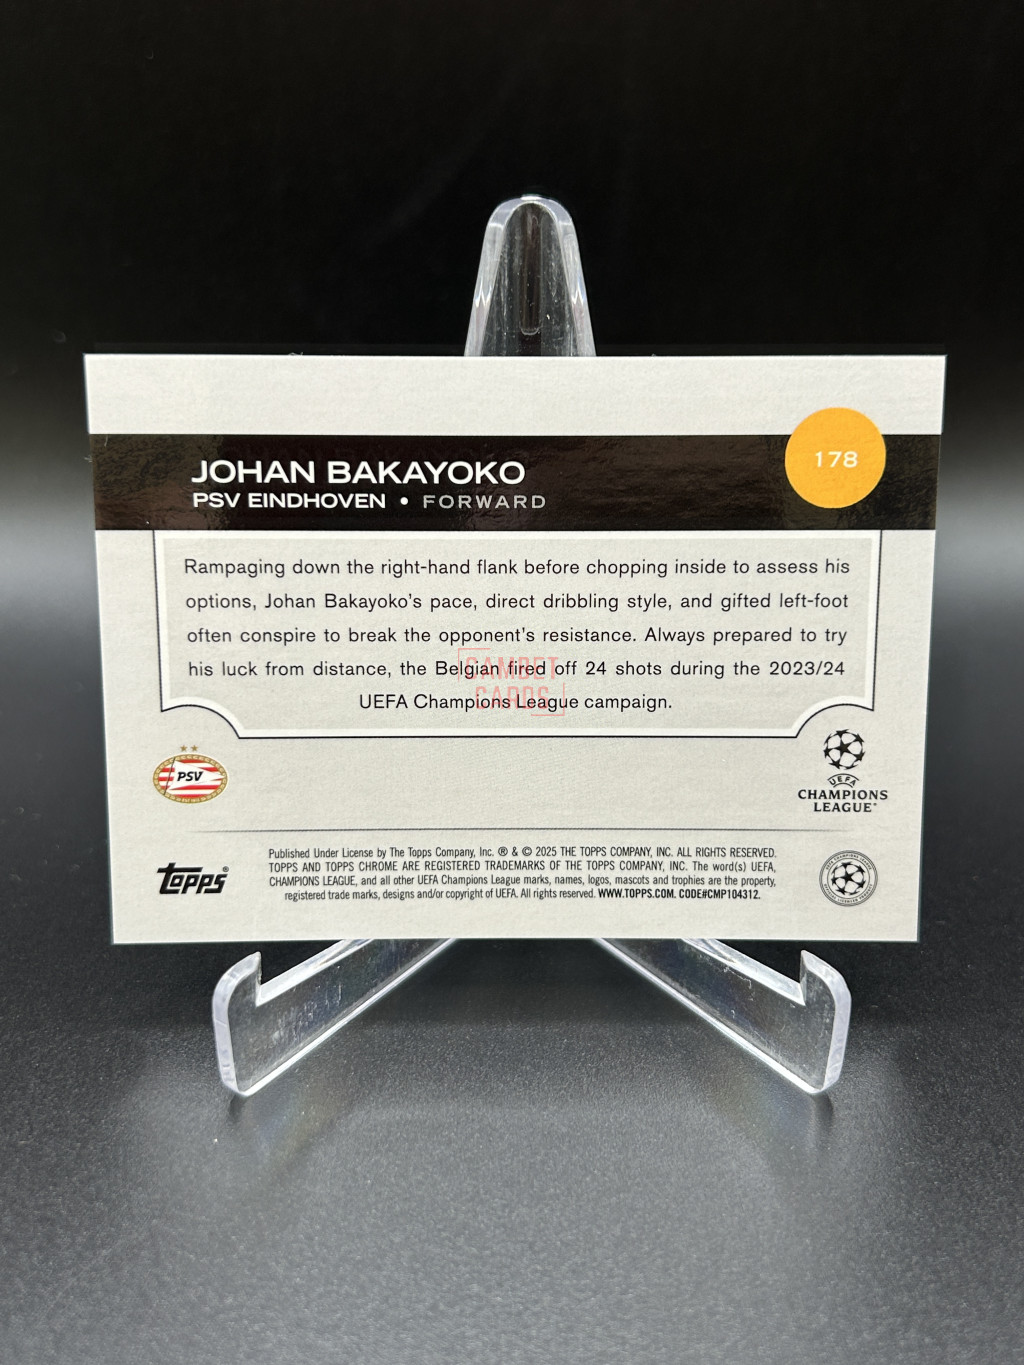 178
JOHAN BAKAYOKO
PSV EINDHOVEN • FORWARD
Rampaging down the right-hand flank before chopping inside to assess his
options, Johan Bakayoko's pace, direct dribbling style, and gifted left-foot
often conspire to break the opponent's resistance. Always prepared to try
his luck from distance, the Belgian fired off 24 shots during the 2023/24
UEFA Champions League campaign.
GAMBET
CARDS
PSV
UEFA
CHAMPIONS
LEAGUE
topps®
Published Under License by The Topps Company, Inc. ® & © 2025 THE TOPPS COMPANY, INC. ALL RIGHTS RESERVED.
TOPPS AND TOPPS CHROME ARE REGISTERED TRADEMARKS OF THE TOPPS COMPANY, INC. The word(s) UEFA,
CHAMPIONS LEAGUE, and all other UEFA Champions League marks, names, logos, mascots and trophies are the property,
registered trade marks, designs and/or copyright of UEFA. All rights reserved. WWW.TOPPS.COM. CODE#CMP104312.